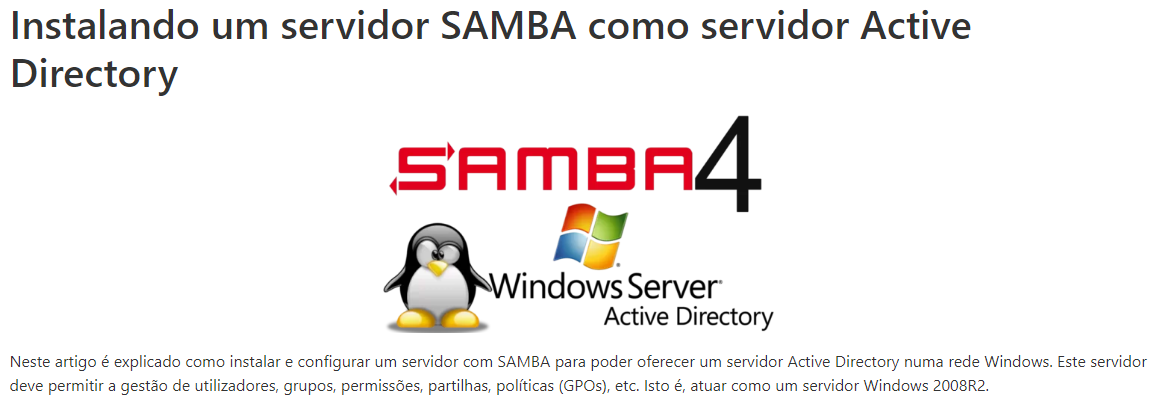 Instalando um servidor SAMBA como servidor Active
Directory
SAMBA4
Windows Server
Active Directory
Neste artigo é explicado como instalar e configurar um servidor com SAMBA para poder oferecer um servidor Active Directory numa rede Windows. Este servidor
deve permitir a gestão de utilizadores, grupos, permissões, partilhas, políticas (GPOs), etc. Isto é, atuar como um servidor Windows 2008R2.